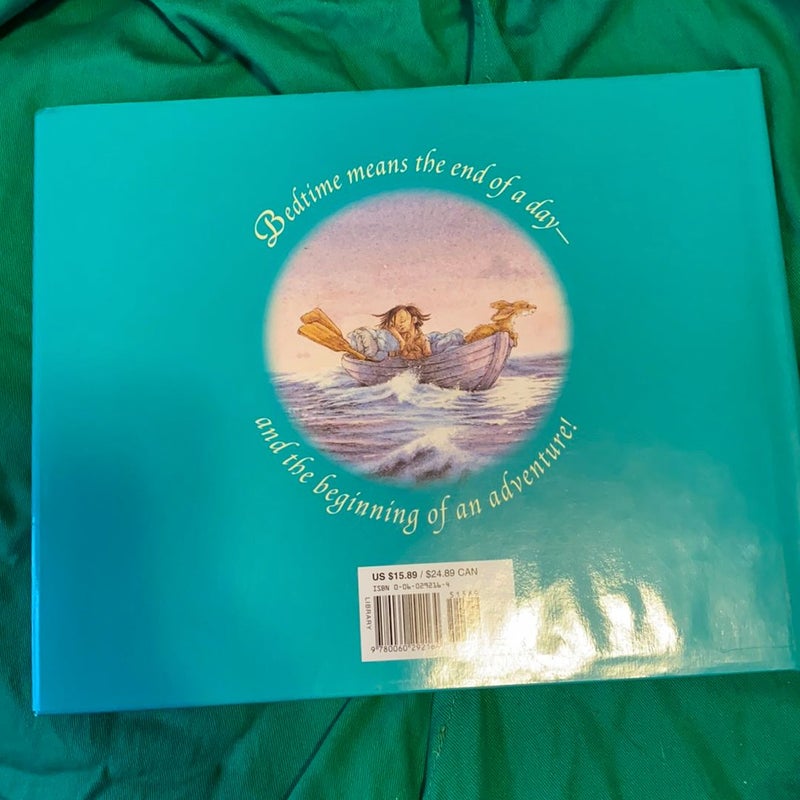 Bedtime means the end of a day—
and the beginning of an adventure!
US $15.89 / $24.89 CAN
ISBN 0-06-029216-4
LIBRARY